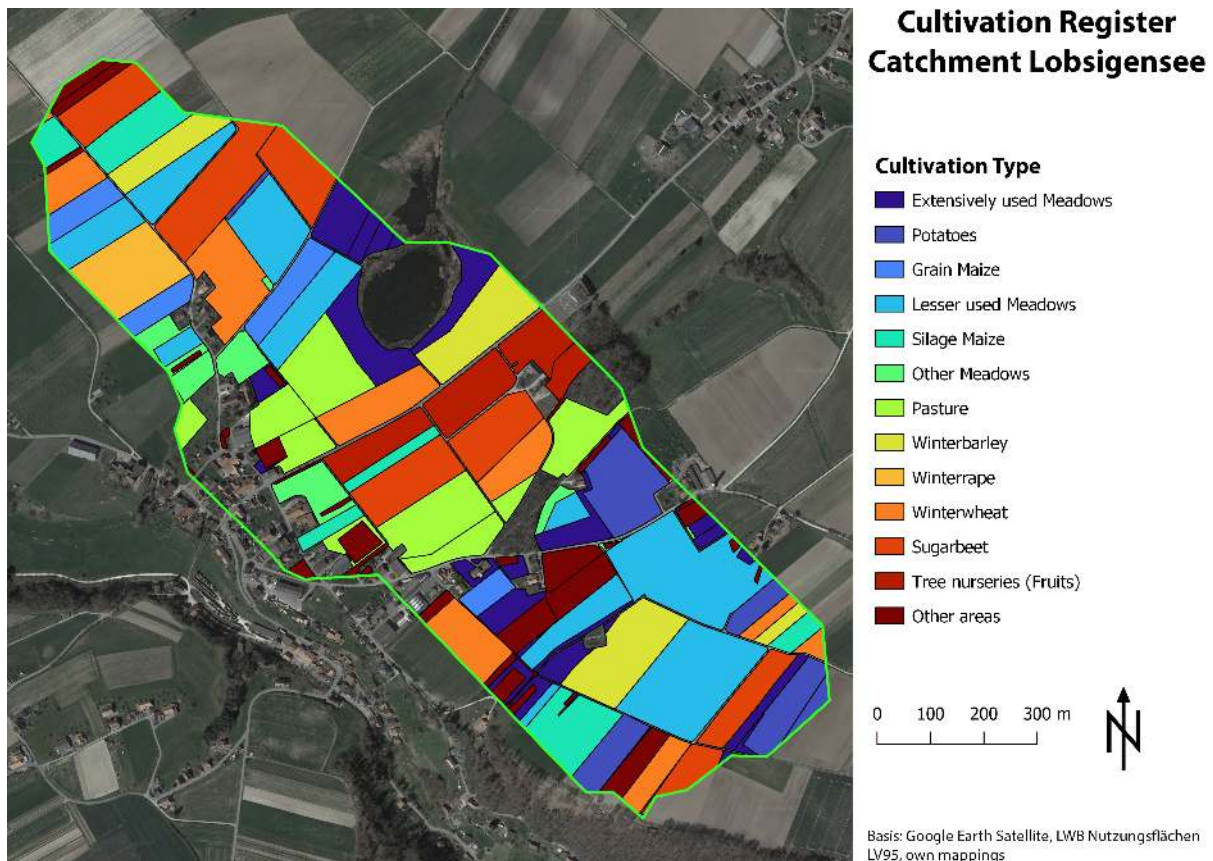 Cultivation Register
Catchment Lobsigensee
Cultivation Type
Extensively used Meadows
Potatoes
Grain Maize
Lesser used Meadows
Silage Maize
Other Meadows
Pasture
Winterbarley
Winterrape
Winterwheat
Sugarbeet
Tree nurseries (Fruits)
Other areas
0 100 200 300 m
N
Basis: Google Earth Satellite, LWB Nutzungsflächen
LV95, own mappings